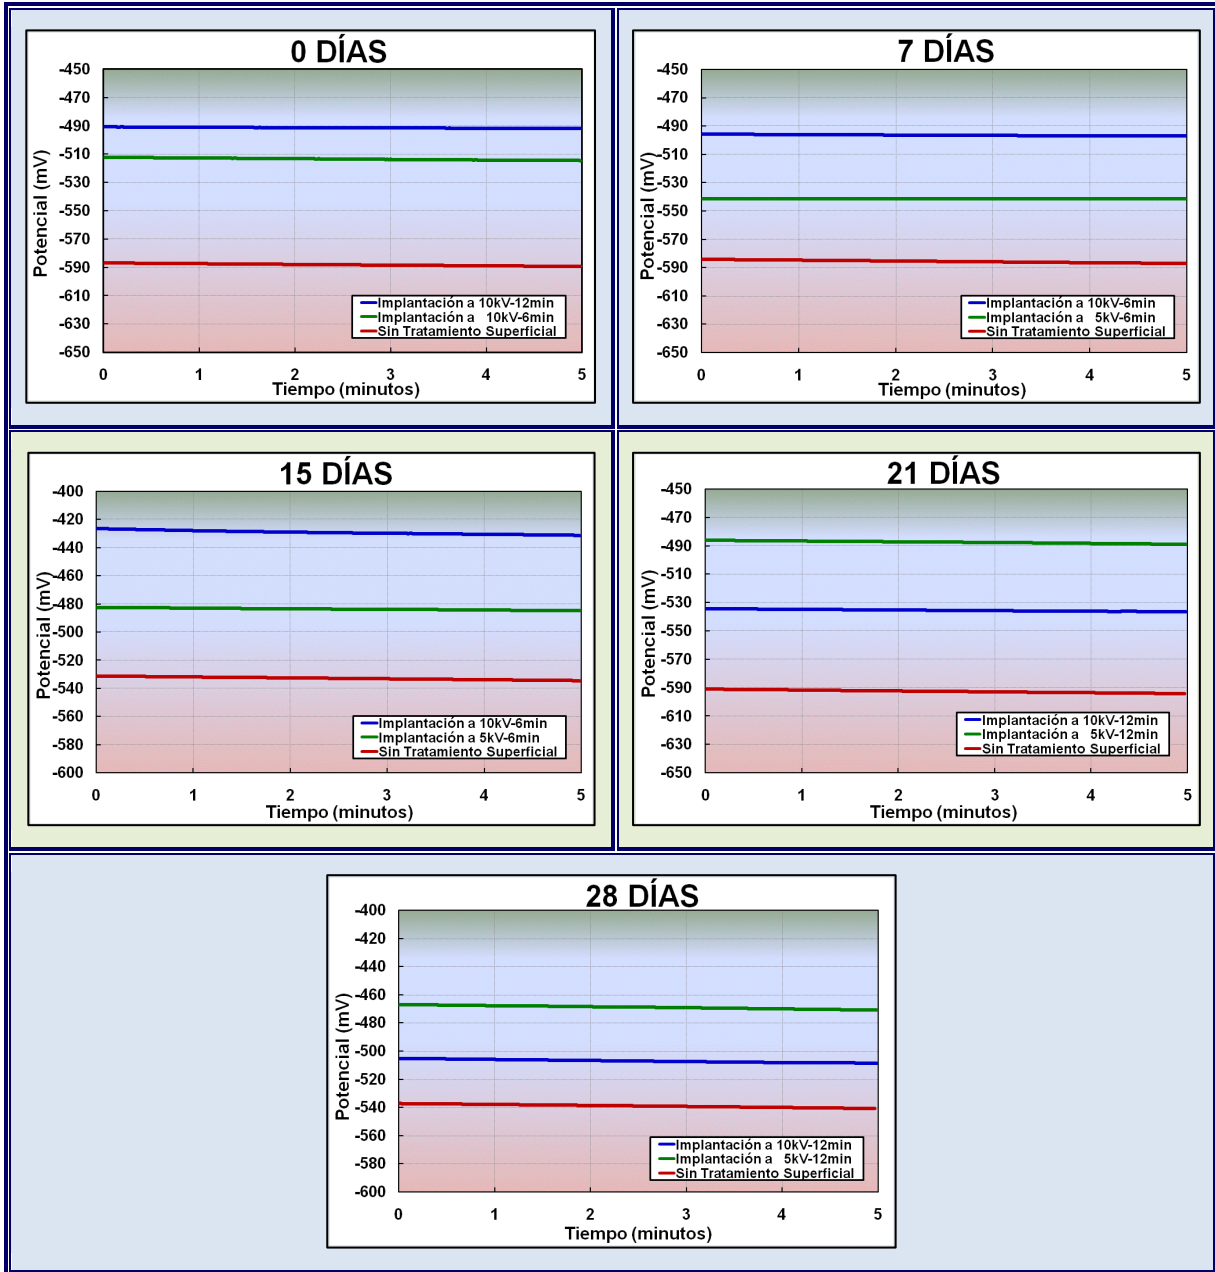 0 DÍAS
Potencial (mV)
-450
-470
-490
-510
-530
-550
-570
-590
-610
-630
-650
Implantación a 10kV-12min
Implantación a 10kV-6min
Sin Tratamiento Superficial
0 1 2 3 4 5
Tiempo (minutos)
7 DÍAS
Potencial (mV)
-450
-470
-490
-510
-530
-550
-570
-590
-610
-630
-650
Implantación a 10kV-6min
Implantación a 5kV-6min
Sin Tratamiento Superficial
0 1 2 3 4 5
Tiempo (minutos)
15 DÍAS
Potencial (mV)
-400
-420
-440
-460
-480
-500
-520
-540
-560
-580
-600
Implantación a 10kV-6min
Implantación a 5kV-6min
Sin Tratamiento Superficial
0 1 2 3 4 5
Tiempo (minutos)
21 DÍAS
Potencial (mV)
-450
-470
-490
-510
-530
-550
-570
-590
-610
-630
-650
Implantación a 10kV-12min
Implantación a 5kV-12min
Sin Tratamiento Superficial
0 1 2 3 4 5
Tiempo (minutos)
28 DÍAS
Potencial (mV)
-400
-420
-440
-460
-480
-500
-520
-540
-560
-580
-600
Implantación a 10kV-12min
Implantación a 5kV-12min
Sin Tratamiento Superficial
0 1 2 3 4 5
Tiempo (minutos)